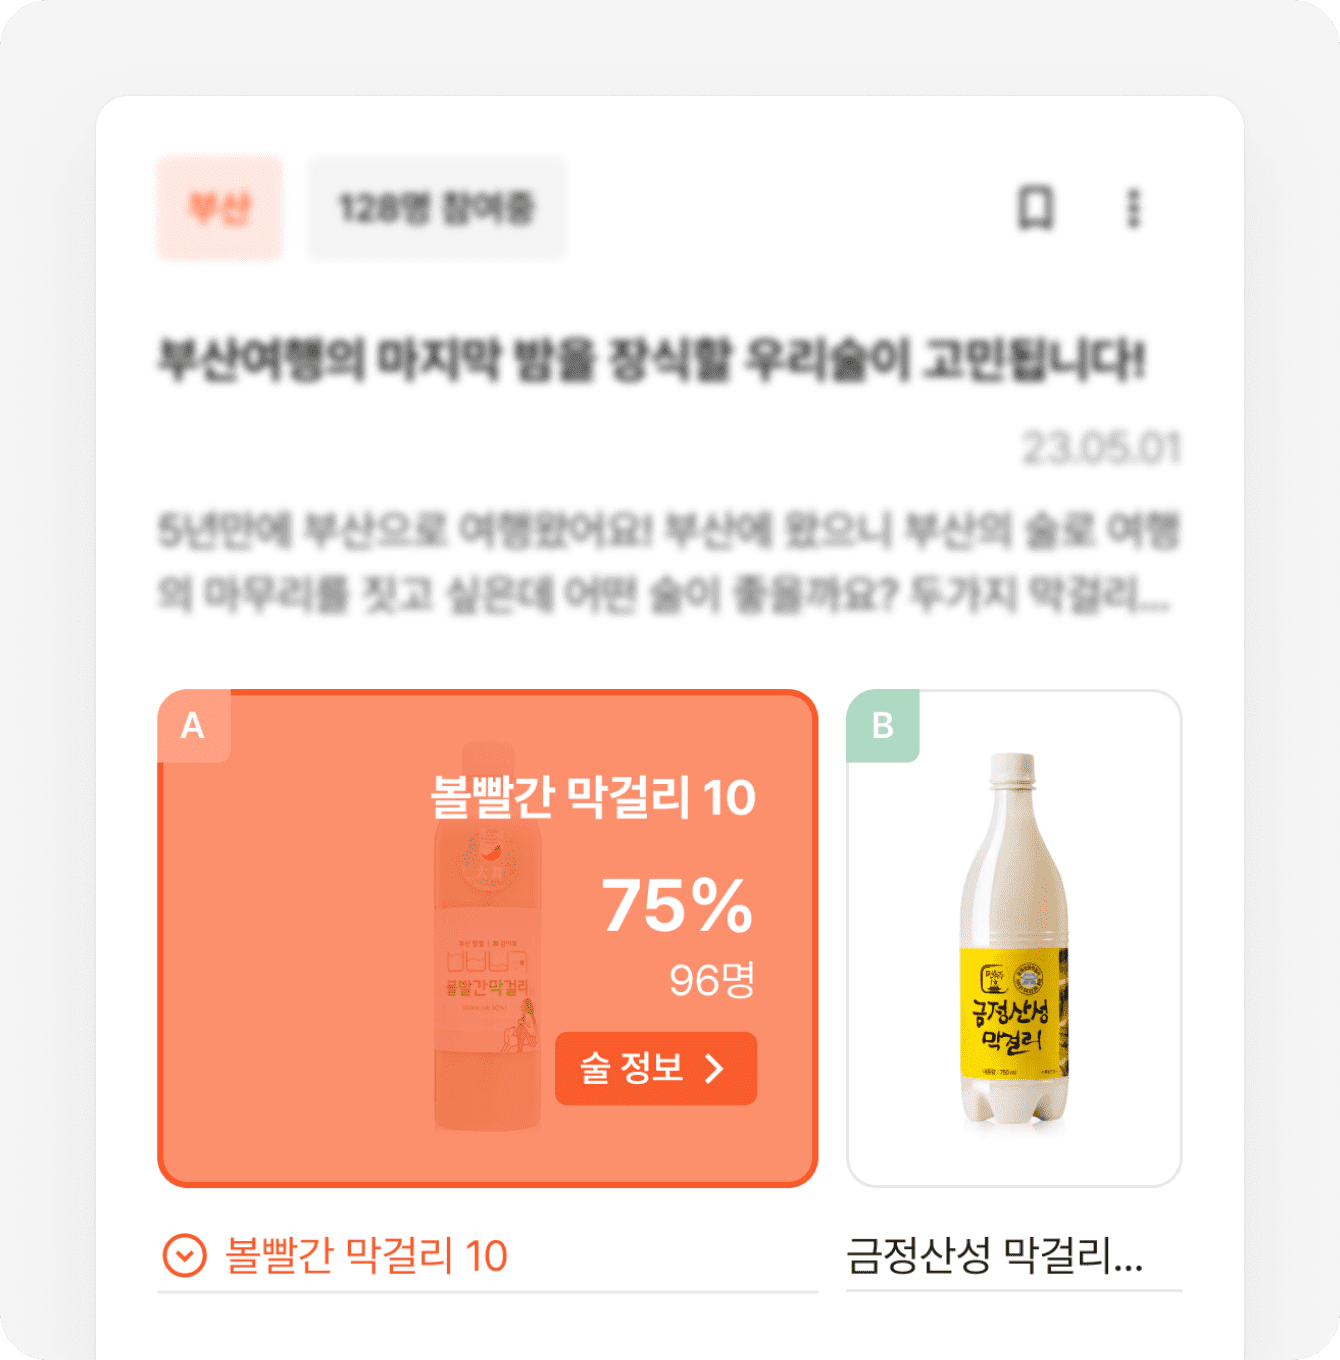 부산
128명 참여중
부산여행의 마지막 밤을 장식할 우리술이 고민됩니다!
23.05.01
5년만에 부산으로 여행왔어요! 부산에 왔으니 부산의 술로 여행
의 마무리를 짓고 싶은데 어떤 술이 좋을까요? 두가지 막걸리...
A
볼빨간 막걸리 10
75%
96명
술 정보
볼빨간막걸리
B
금정산성
막걸리
볼빨간 막걸리 10
금정산성 막걸리...